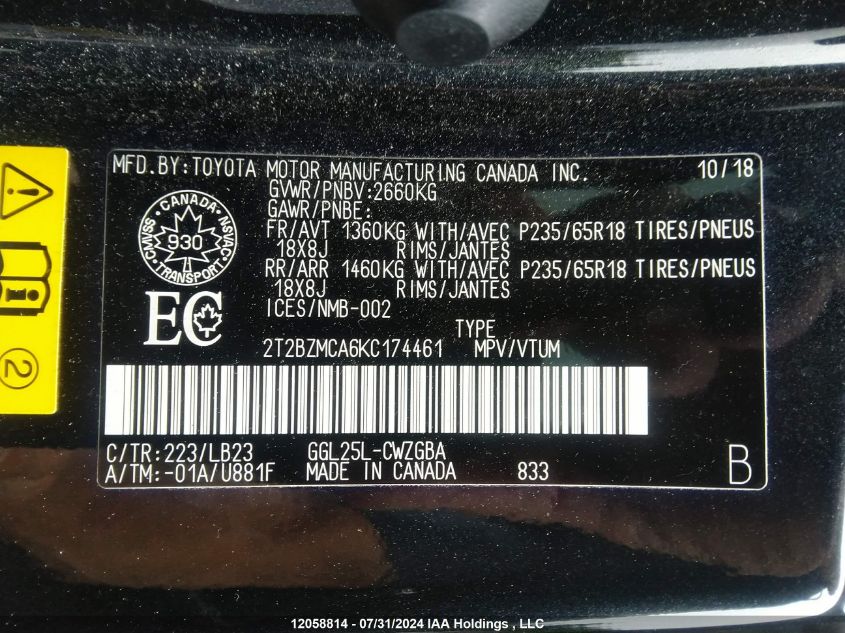 MFD.BY:TOYOTA MOTOR MANUFACTURING CANADA INC. 10/18
GVWR/PNBV:2660KG
GAWR/PNBE:
FR/AVT 1360KG WITH/AVEC P235/65R18 TIRES/PNEUS
18X8J RIMS/JANTES
RR/ARR 1460KG WITH/AVEC P235/65R18 TIRES/PNEUS
18X8J RIMS/JANTES
ICES/NMB-002
CANADA
CMVSS 930 NSVAC
TRANSPORT
EC
TYPE
2T2BZMCA6KC174461 MPV/VTUM
C/TR:223/LB23 GGL25L-CWZGBA
A/TM:-01A/U881F MADE IN CANADA 833 B
2
12058814 - 07/31/2024 IAA Holdings , LLC